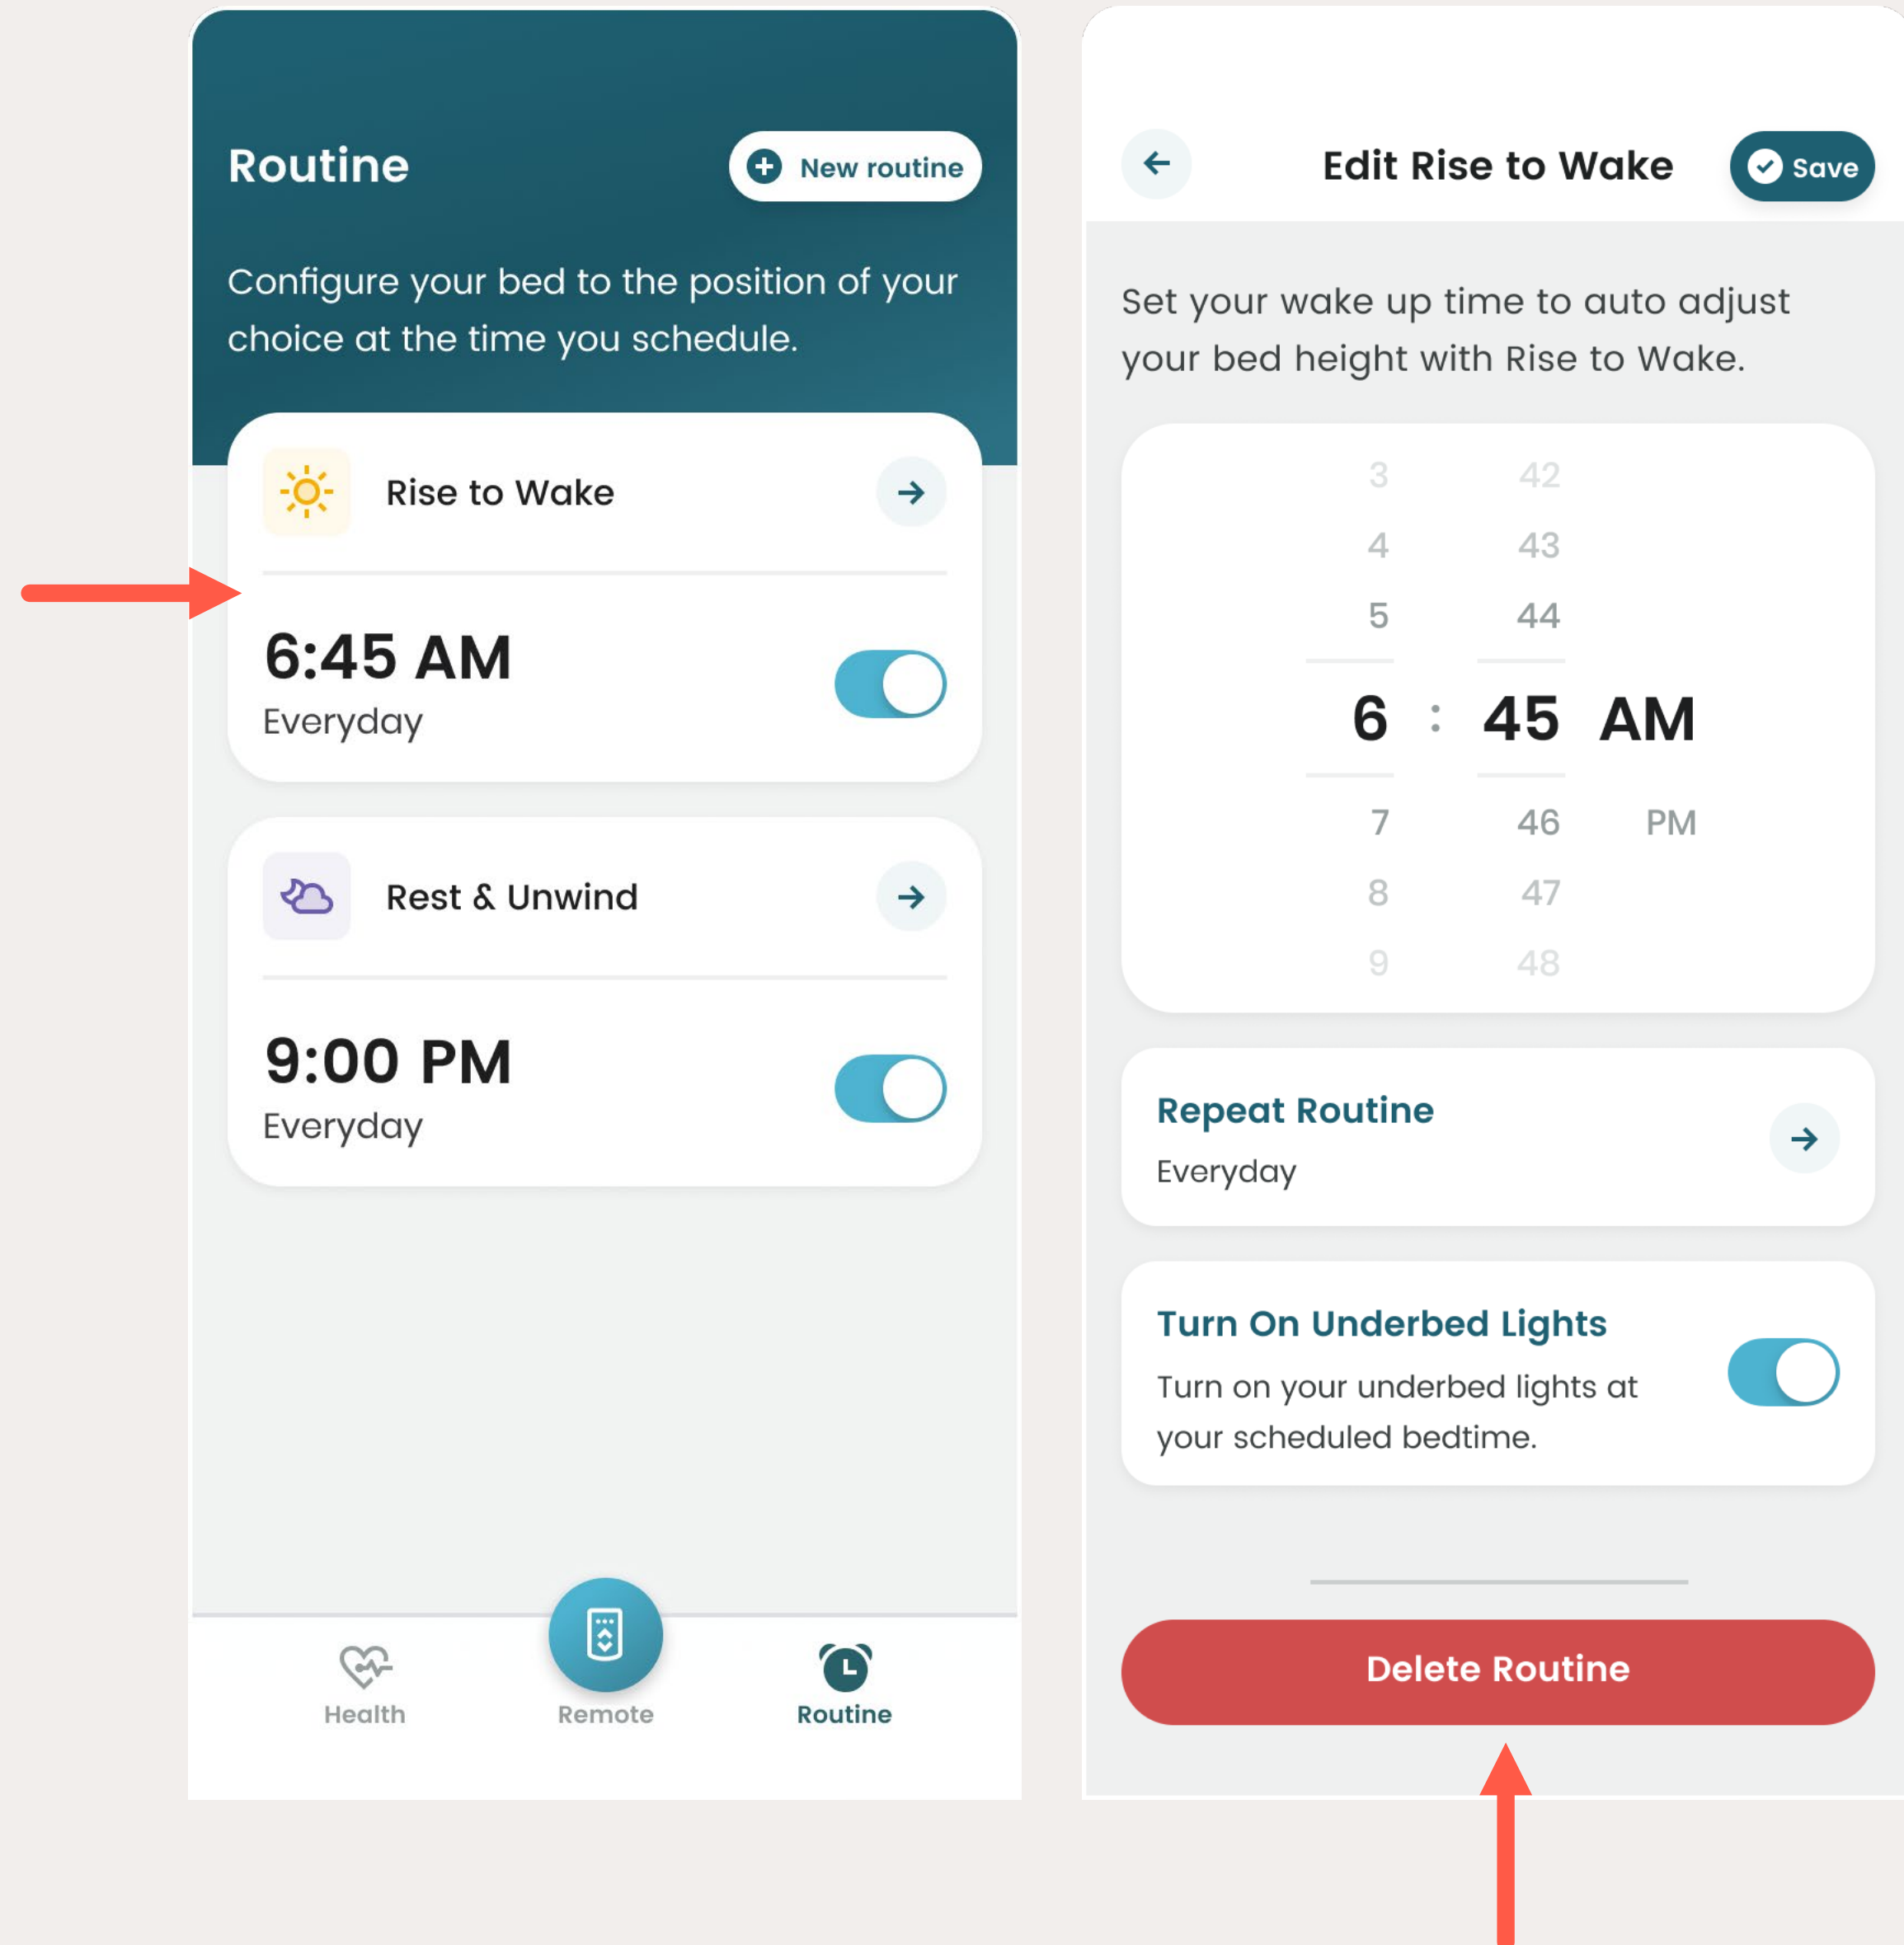 Routine
New routine
Configure your bed to the position of your
choice at the time you schedule.
Rise to Wake
6:45 AM
Everyday
Rest & Unwind
9:00 PM
Everyday
Health
Remote
Routine
Edit Rise to Wake
Save
Set your wake up time to auto adjust
your bed height with Rise to Wake.
3 42
4 43
5 44
6 : 45 AM
7 46 PM
8 47
9 48
Repeat Routine
Everyday
Turn On Underbed Lights
Turn on your underbed lights at
your scheduled bedtime.
Delete Routine